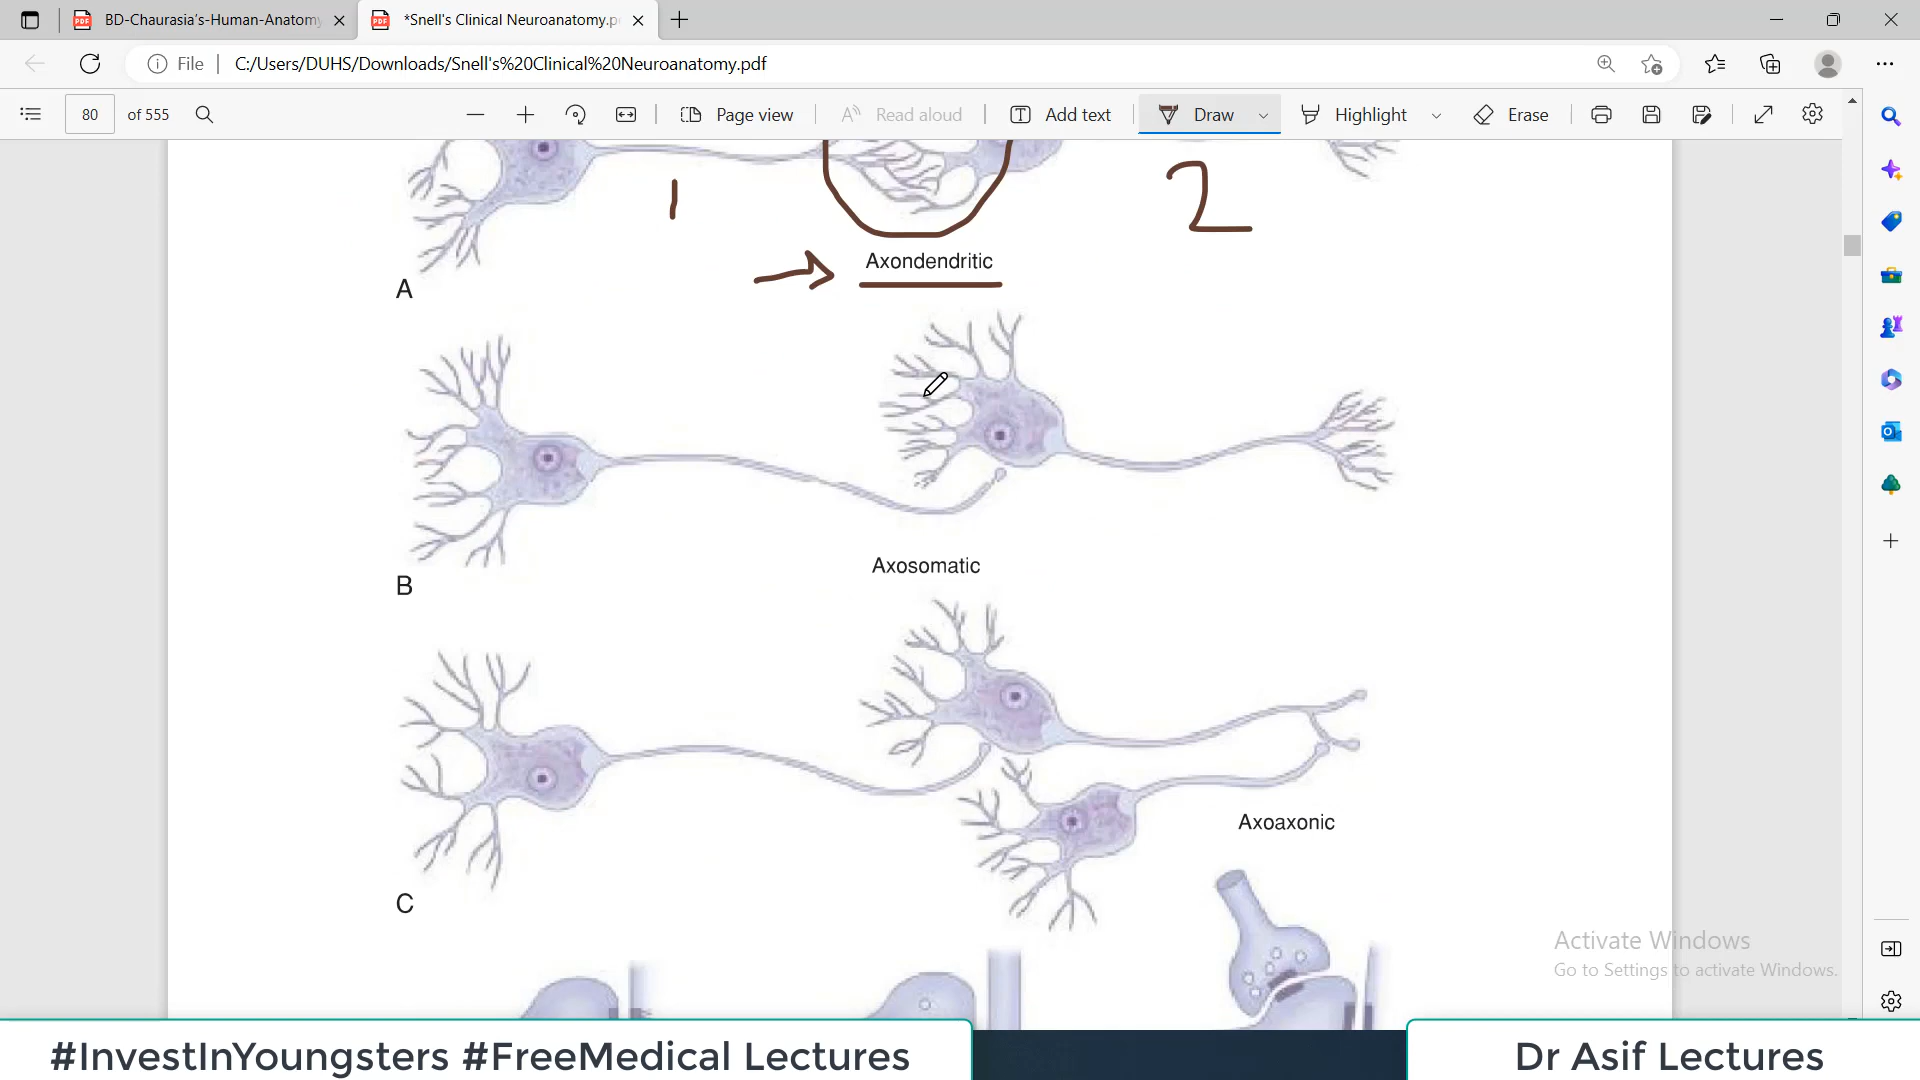 BD-Chaurasia's-Human-Anatomy
*Snell's Clinical Neuroanatomy.p
File
C:/Users/DUHS/Downloads/Snell's%20Clinical%20Neuroanatomy.pdf
80 of 555
Page view
Read aloud
Add text
Draw
Highlight
Erase
1
2
Axondendritic
A
Axosomatic
B
Axoaxonic
C
Activate Windows
Go to Settings to activate Windows.
#InvestInYoungsters #FreeMedical Lectures
Dr Asif Lectures